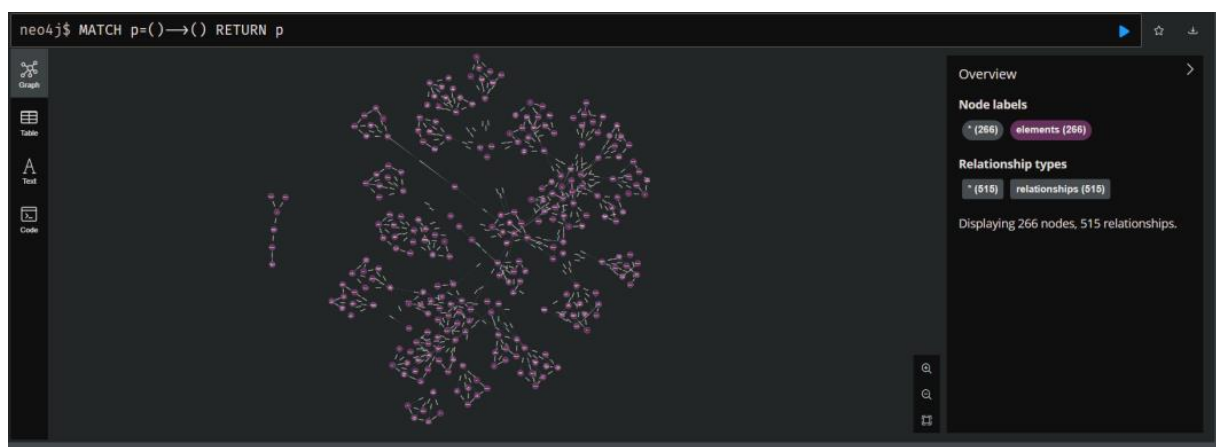 neo4j$ MATCH p=()⟶() RETURN p
Graph
Table
A
Text
Code
Overview
Node labels
* (266) elements (266)
Relationship types
* (515) relationships (515)
Displaying 266 nodes, 515 relationships.